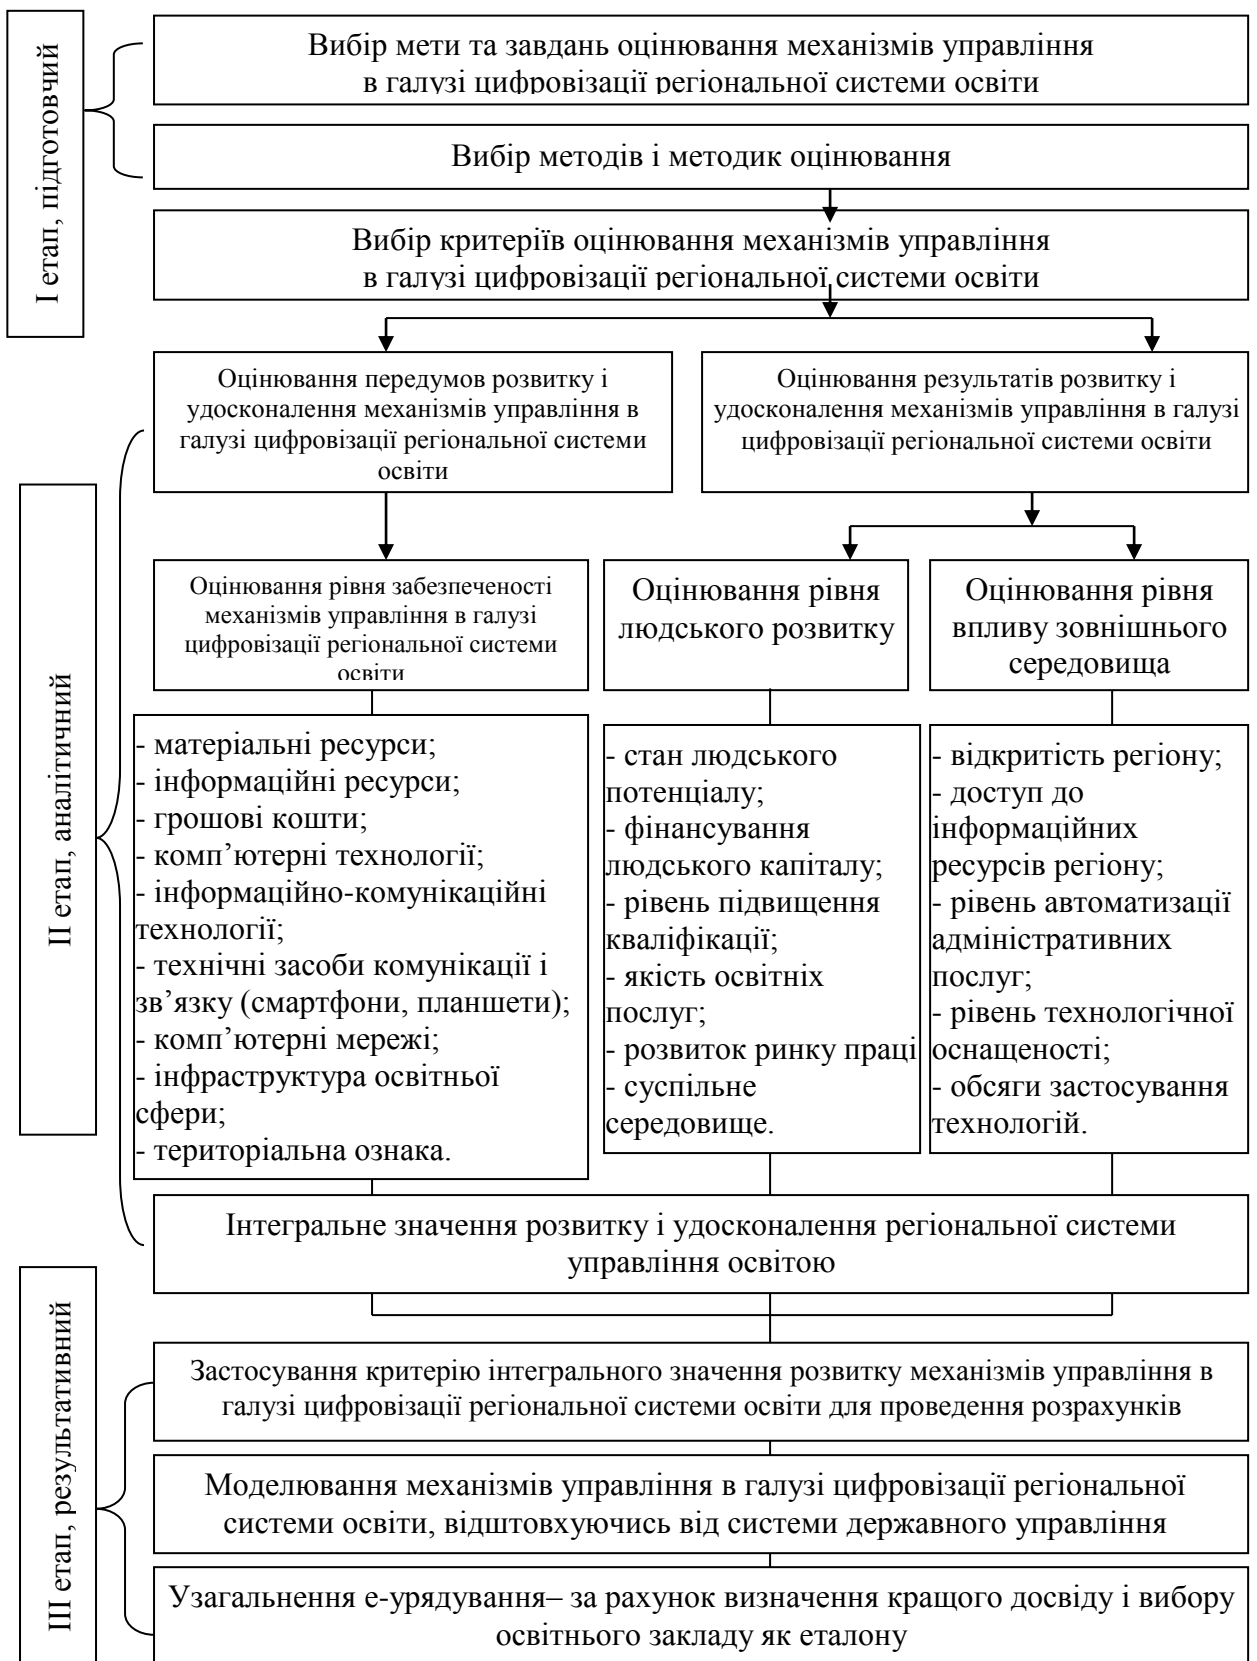 І етап, підготовчий
Вибір мети та завдань оцінювання механізмів управління
в галузі цифровізації регіональної системи освіти
Вибір методів і методик оцінювання
Вибір критеріїв оцінювання механізмів управління
в галузі цифровізації регіональної системи освіти
ІІ етап, аналітичний
Оцінювання передумов розвитку і
удосконалення механізмів управління в
галузі цифровізації регіональної системи
освіти
Оцінювання результатів розвитку і
удосконалення механізмів управління в галузі
цифровізації регіональної системи освіти
Оцінювання рівня забезпеченості
механізмів управління в галузі
цифровізації регіональної системи
освіти
Оцінювання рівня
людського розвитку
Оцінювання рівня
впливу зовнішнього
середовища
- матеріальні ресурси;
- інформаційні ресурси;
- грошові кошти;
- комп’ютерні технології;
- інформаційно-комунікаційні
технології;
- технічні засоби комунікації і
зв’язку (смартфони, планшети);
- комп’ютерні мережі;
- інфраструктура освітньої
сфери;
- територіальна ознака.
- стан людського
потенціалу;
- фінансування
людського капіталу;
- рівень підвищення
кваліфікації;
- якість освітніх
послуг;
- розвиток ринку праці
- суспільне
середовище.
- відкритість регіону;
- доступ до
інформаційних
ресурсів регіону;
- рівень автоматизації
адміністративних
послуг;
- рівень технологічної
оснащеності;
- обсяги застосування
технологій.
Інтегральне значення розвитку і удосконалення регіональної системи
управління освітою
ІІІ етап, результативний
Застосування критерію інтегрального значення розвитку механізмів управління в
галузі цифровізації регіональної системи освіти для проведення розрахунків
Моделювання механізмів управління в галузі цифровізації регіональної
системи освіти, відштовхуючись від системи державного управління
Узагальнення е-урядування– за рахунок визначення кращого досвіду і вибору
освітнього закладу як еталону